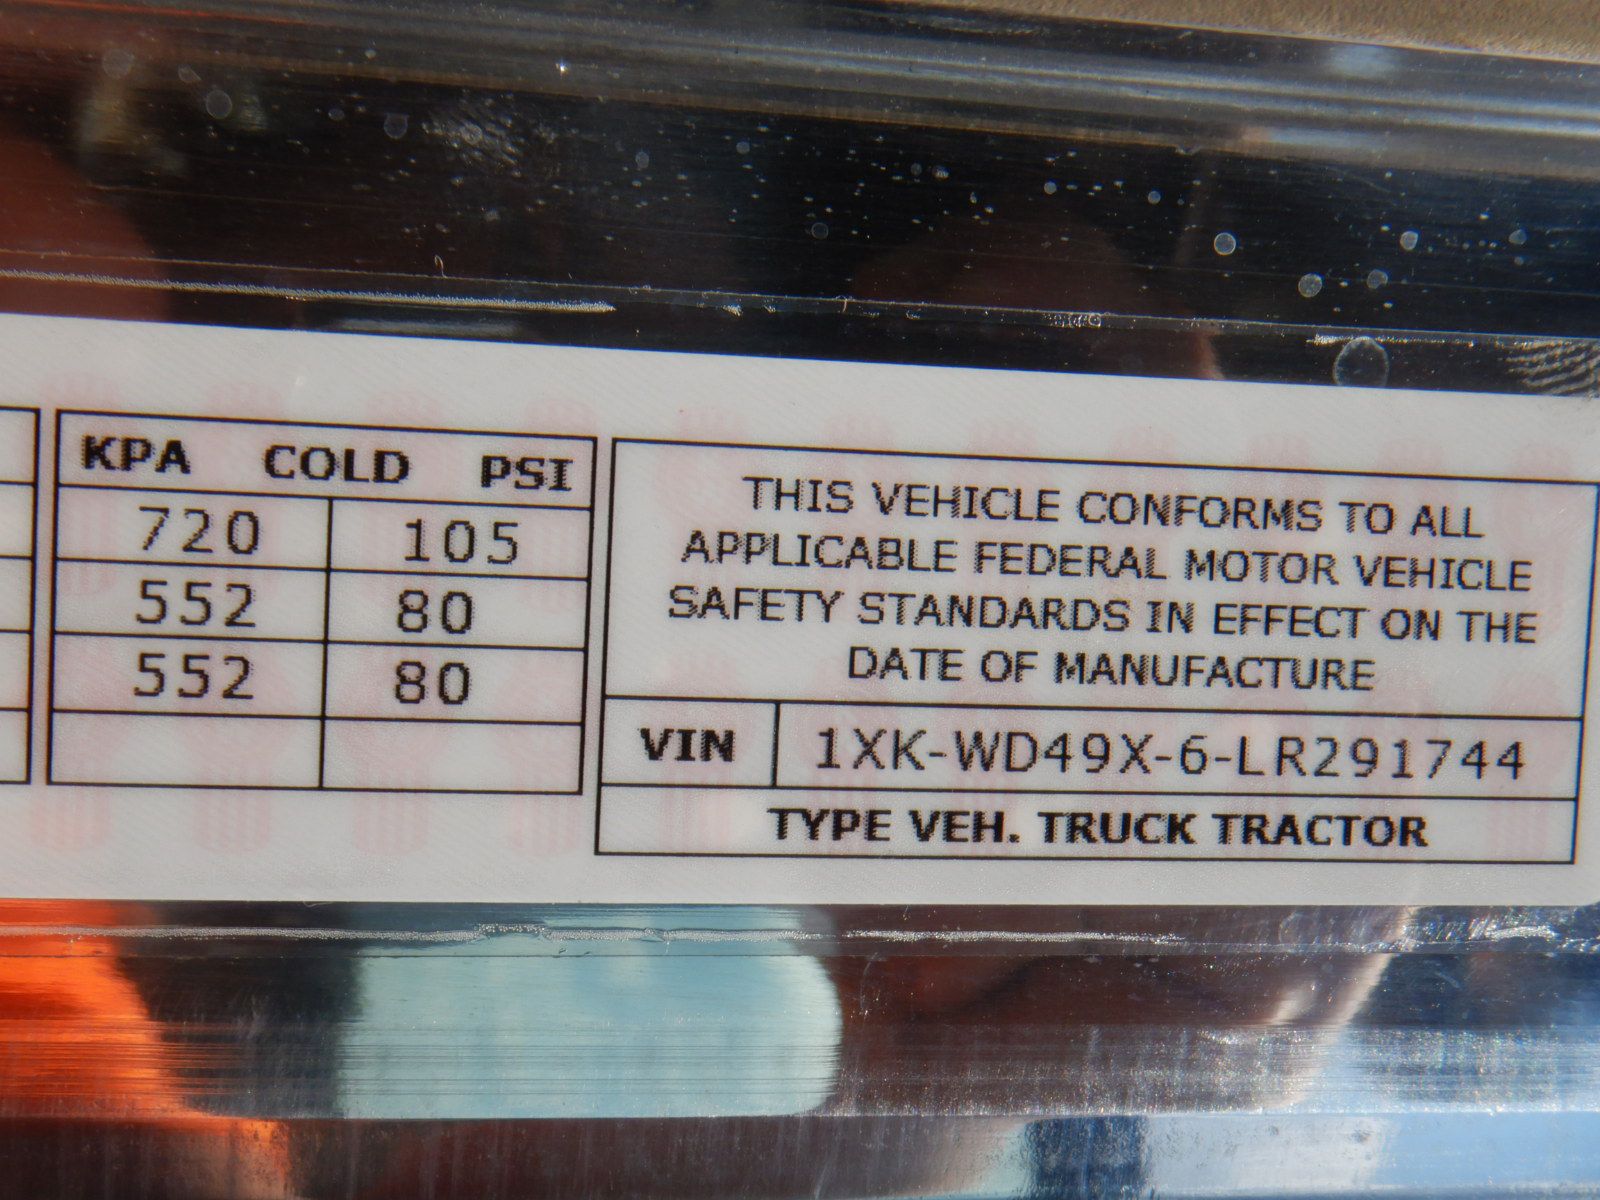 KPA COLD PSI
720 105
552 80
552 80
THIS VEHICLE CONFORMS TO ALL
APPLICABLE FEDERAL MOTOR VEHICLE
SAFETY STANDARDS IN EFFECT ON THE
DATE OF MANUFACTURE
VIN 1XK-WD49X-6-LR291744
TYPE VEH. TRUCK TRACTOR